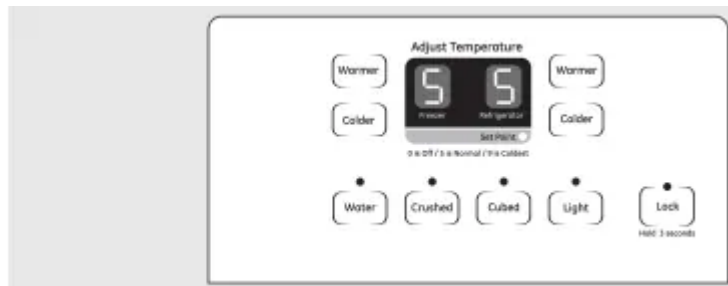 Adjust Temperature
Warmer
5 5
Warmer
Freezer Refrigerator
Colder
Colder
Set Point
0 is Off / 5 is Normal / 9 is Coldest
Water
Crushed
Cubed
Light
Lock
Hold 3 seconds